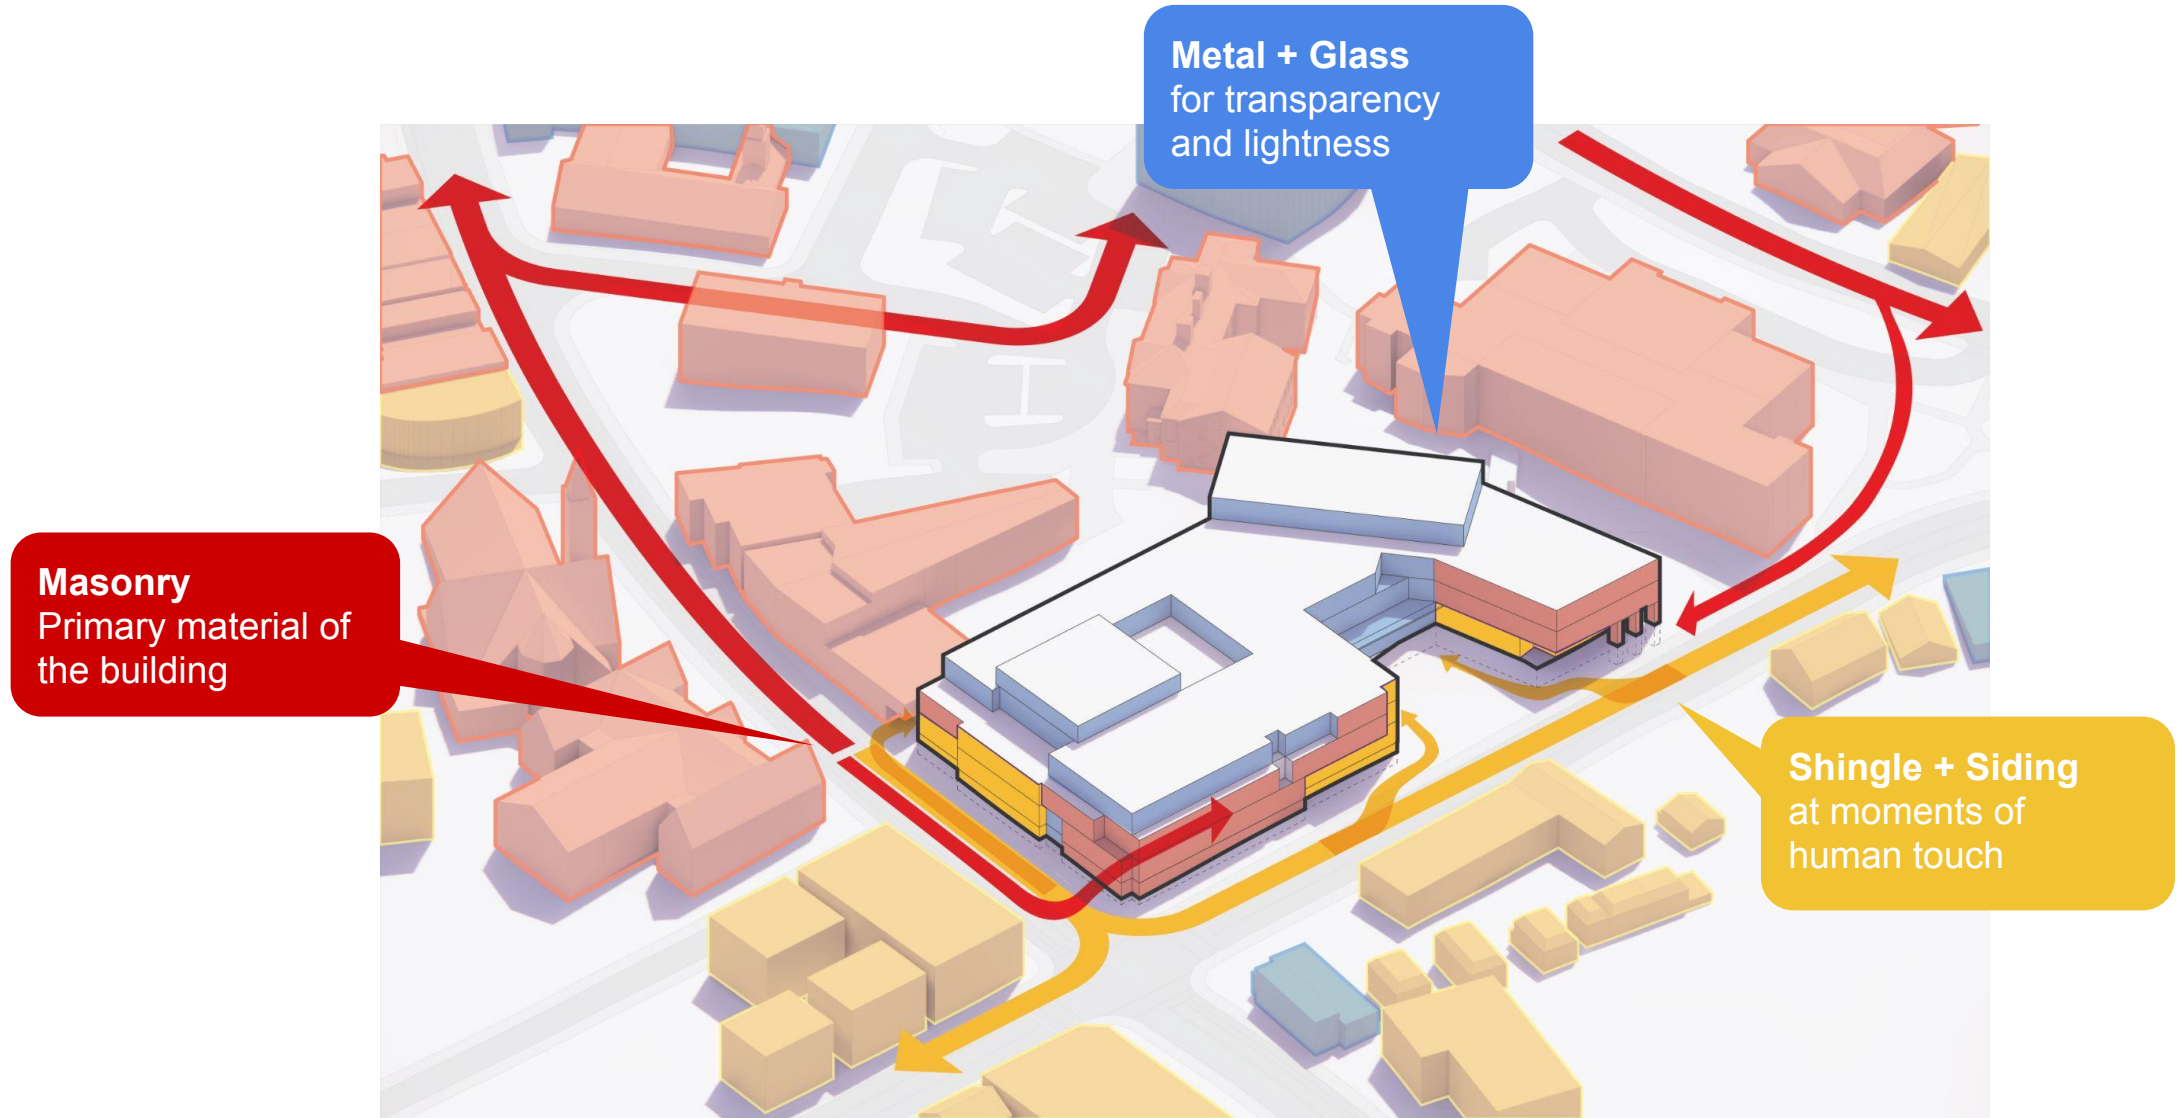 Metal + Glass
for transparency
and lightness
Masonry
Primary material of
the building
Shingle + Siding
at moments of
human touch